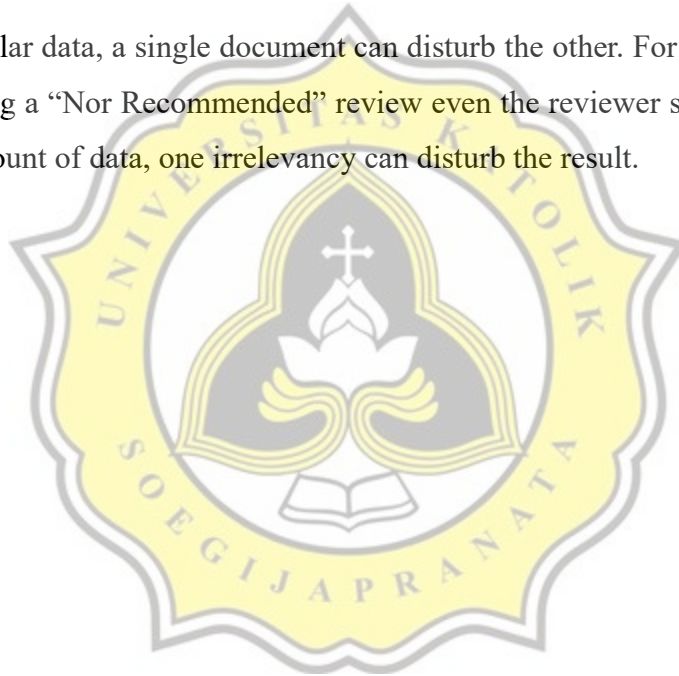 lar data, a single document can disturb the other. For
g a “Nor Recommended” review even the reviewer s
ount of data, one irrelevancy can disturb the result.
UNIVERSITAS KATOLIK
SOEGIJAPRANATA